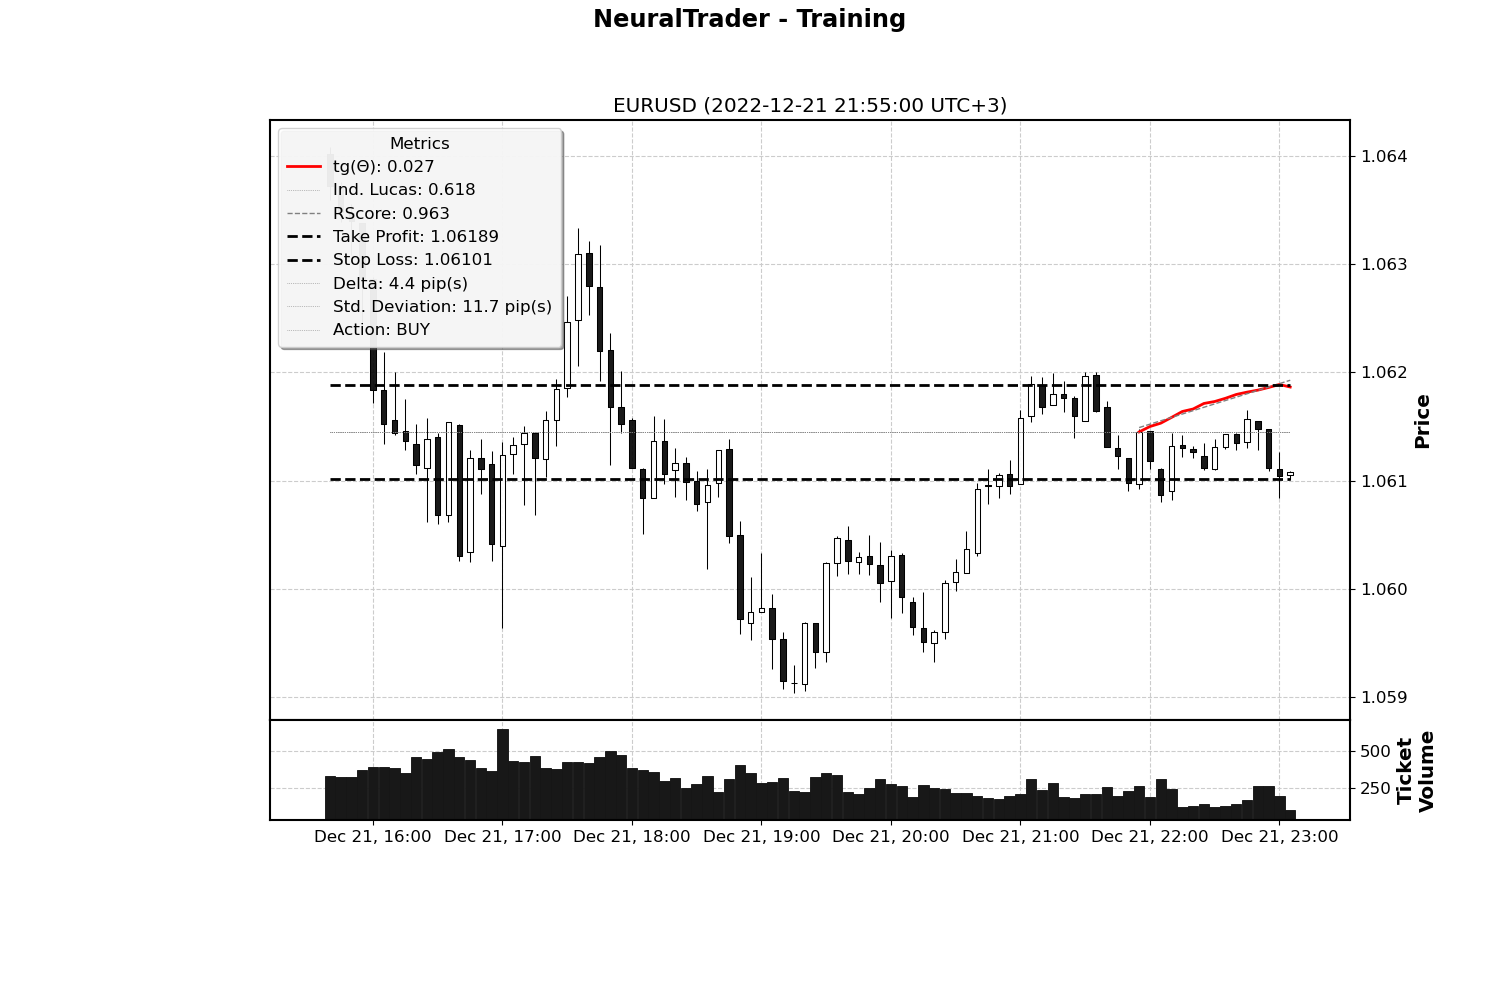 NeuralTrader - Training
EURUSD (2022-12-21 21:55:00 UTC+3)
Metrics
tg(Θ): 0.027
Ind. Lucas: 0.618
RScore: 0.963
Take Profit: 1.06189
Stop Loss: 1.06101
Delta: 4.4 pip(s)
Std. Deviation: 11.7 pip(s)
Action: BUY
1.064
1.063
1.062
1.061
1.060
1.059
Price
500
250
Ticket
Volume
Dec 21, 16:00 Dec 21, 17:00 Dec 21, 18:00 Dec 21, 19:00 Dec 21, 20:00 Dec 21, 21:00 Dec 21, 22:00 Dec 21, 23:00